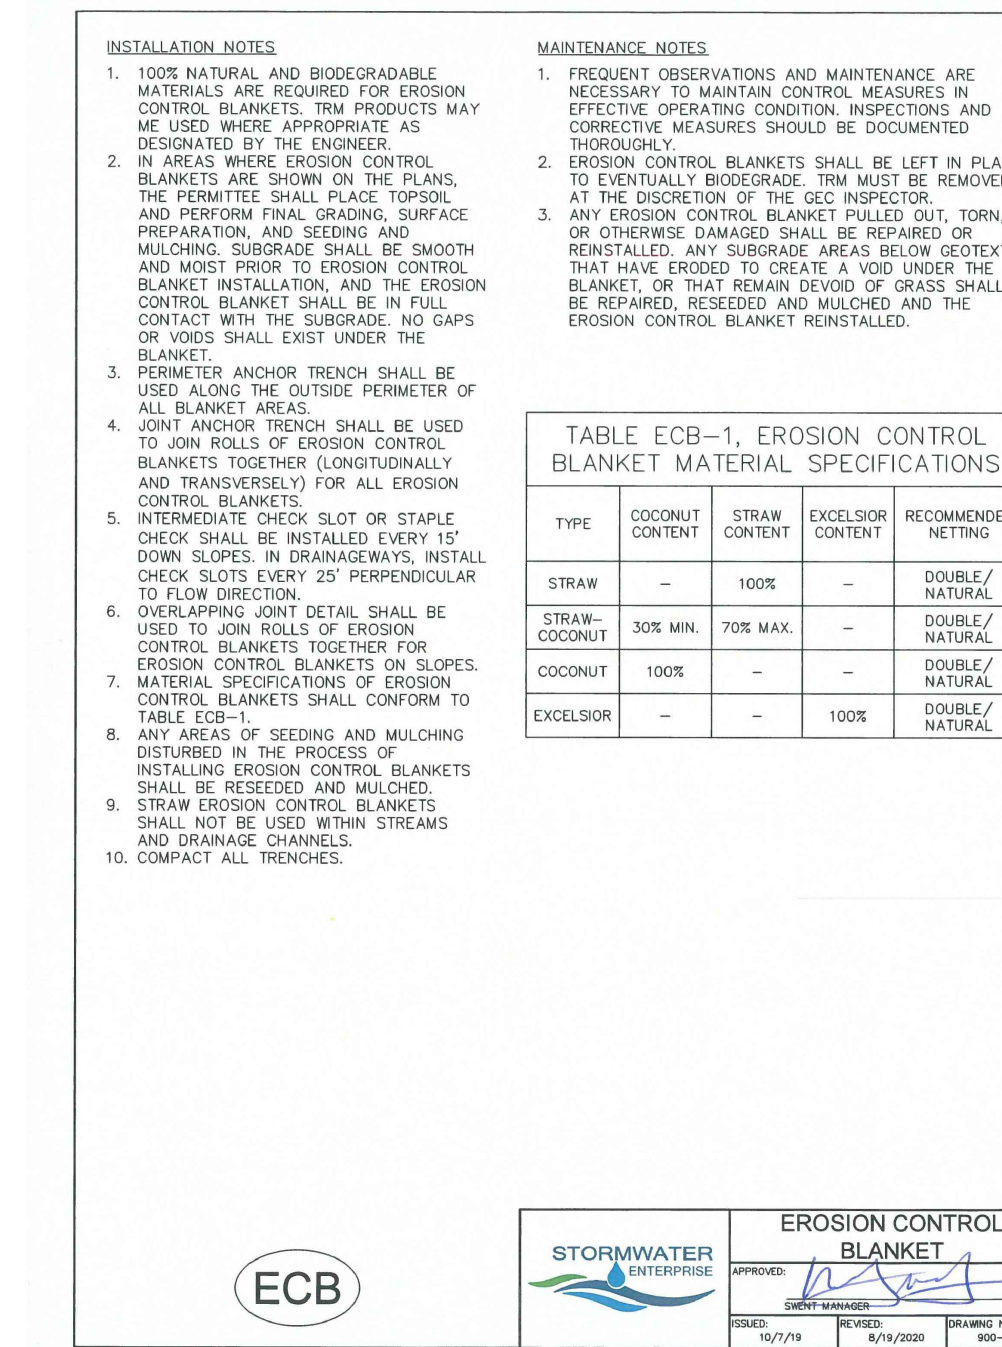 INSTALLATION NOTES
1. 100% NATURAL AND BIODEGRADABLE
MATERIALS ARE REQUIRED FOR EROSION
CONTROL BLANKETS. TRM PRODUCTS MAY
ME USED WHERE APPROPRIATE AS
DESIGNATED BY THE ENGINEER.
2. IN AREAS WHERE EROSION CONTROL
BLANKETS ARE SHOWN ON THE PLANS,
THE PERMITTEE SHALL PLACE TOPSOIL
AND PERFORM FINAL GRADING, SURFACE
PREPARATION, AND SEEDING AND
MULCHING. SUBGRADE SHALL BE SMOOTH
AND MOIST PRIOR TO EROSION CONTROL
BLANKET INSTALLATION, AND THE EROSION
CONTROL BLANKET SHALL BE IN FULL
CONTACT WITH THE SUBGRADE. NO GAPS
OR VOIDS SHALL EXIST UNDER THE
BLANKET.
3. PERIMETER ANCHOR TRENCH SHALL BE
USED ALONG THE OUTSIDE PERIMETER OF
ALL BLANKET AREAS.
4. JOINT ANCHOR TRENCH SHALL BE USED
TO JOIN ROLLS OF EROSION CONTROL
BLANKETS TOGETHER (LONGITUDINALLY
AND TRANSVERSELY) FOR ALL EROSION
CONTROL BLANKETS.
5. INTERMEDIATE CHECK SLOT OR STAPLE
CHECK SHALL BE INSTALLED EVERY 15'
DOWN SLOPES. IN DRAINAGEWAYS, INSTALL
CHECK SLOTS EVERY 25' PERPENDICULAR
TO FLOW DIRECTION.
6. OVERLAPPING JOINT DETAIL SHALL BE
USED TO JOIN ROLLS OF EROSION
CONTROL BLANKETS TOGETHER FOR
EROSION CONTROL BLANKETS ON SLOPES.
7. MATERIAL SPECIFICATIONS OF EROSION
CONTROL BLANKETS SHALL CONFORM TO
TABLE ECB-1.
8. ANY AREAS OF SEEDING AND MULCHING
DISTURBED IN THE PROCESS OF
INSTALLING EROSION CONTROL BLANKETS
SHALL BE RESEEDED AND MULCHED.
9. STRAW EROSION CONTROL BLANKETS
SHALL NOT BE USED WITHIN STREAMS
AND DRAINAGE CHANNELS.
10. COMPACT ALL TRENCHES.
MAINTENANCE NOTES
1. FREQUENT OBSERVATIONS AND MAINTENANCE ARE
NECESSARY TO MAINTAIN CONTROL MEASURES IN
EFFECTIVE OPERATING CONDITION. INSPECTIONS AND
CORRECTIVE MEASURES SHOULD BE DOCUMENTED
THOROUGHLY.
2. EROSION CONTROL BLANKETS SHALL BE LEFT IN PLA
TO EVENTUALLY BIODEGRADE. TRM MUST BE REMOVE
AT THE DISCRETION OF THE GEC INSPECTOR.
3. ANY EROSION CONTROL BLANKET PULLED OUT, TORN,
OR OTHERWISE DAMAGED SHALL BE REPAIRED OR
REINSTALLED. ANY SUBGRADE AREAS BELOW GEOTEXT
THAT HAVE ERODED TO CREATE A VOID UNDER THE
BLANKET, OR THAT REMAIN DEVOID OF GRASS SHALL
BE REPAIRED, RESEEDED AND MULCHED AND THE
EROSION CONTROL BLANKET REINSTALLED.
TABLE ECB-1, EROSION CONTROL
BLANKET MATERIAL SPECIFICATIONS
TYPE COCONUT CONTENT STRAW CONTENT EXCELSIOR CONTENT RECOMMENDE NETTING
STRAW – 100% – DOUBLE/ NATURAL
STRAW– COCONUT 30% MIN. 70% MAX. – DOUBLE/ NATURAL
COCONUT 100% – – DOUBLE/ NATURAL
EXCELSIOR – – 100% DOUBLE/ NATURAL
ECB
STORMWATER
ENTERPRISE
EROSION CONTROL
BLANKET
APPROVED:
SWENT MANAGER
ISSUED: REVISED: DRAWING N
10/7/19 8/19/2020 900-